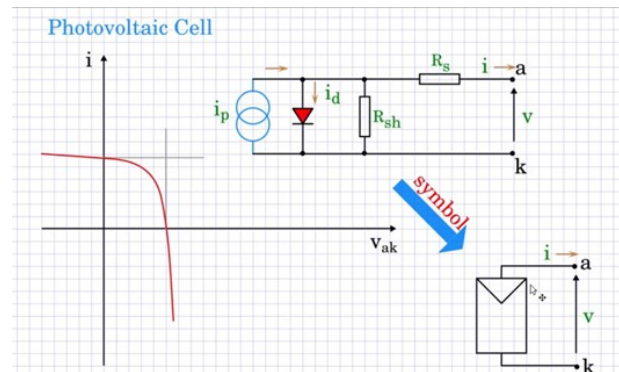 Photovoltaic Cell
i
R_s
i
a
i_p
i_d
R_sh
v
k
symbol
v_ak
i
a
v
k